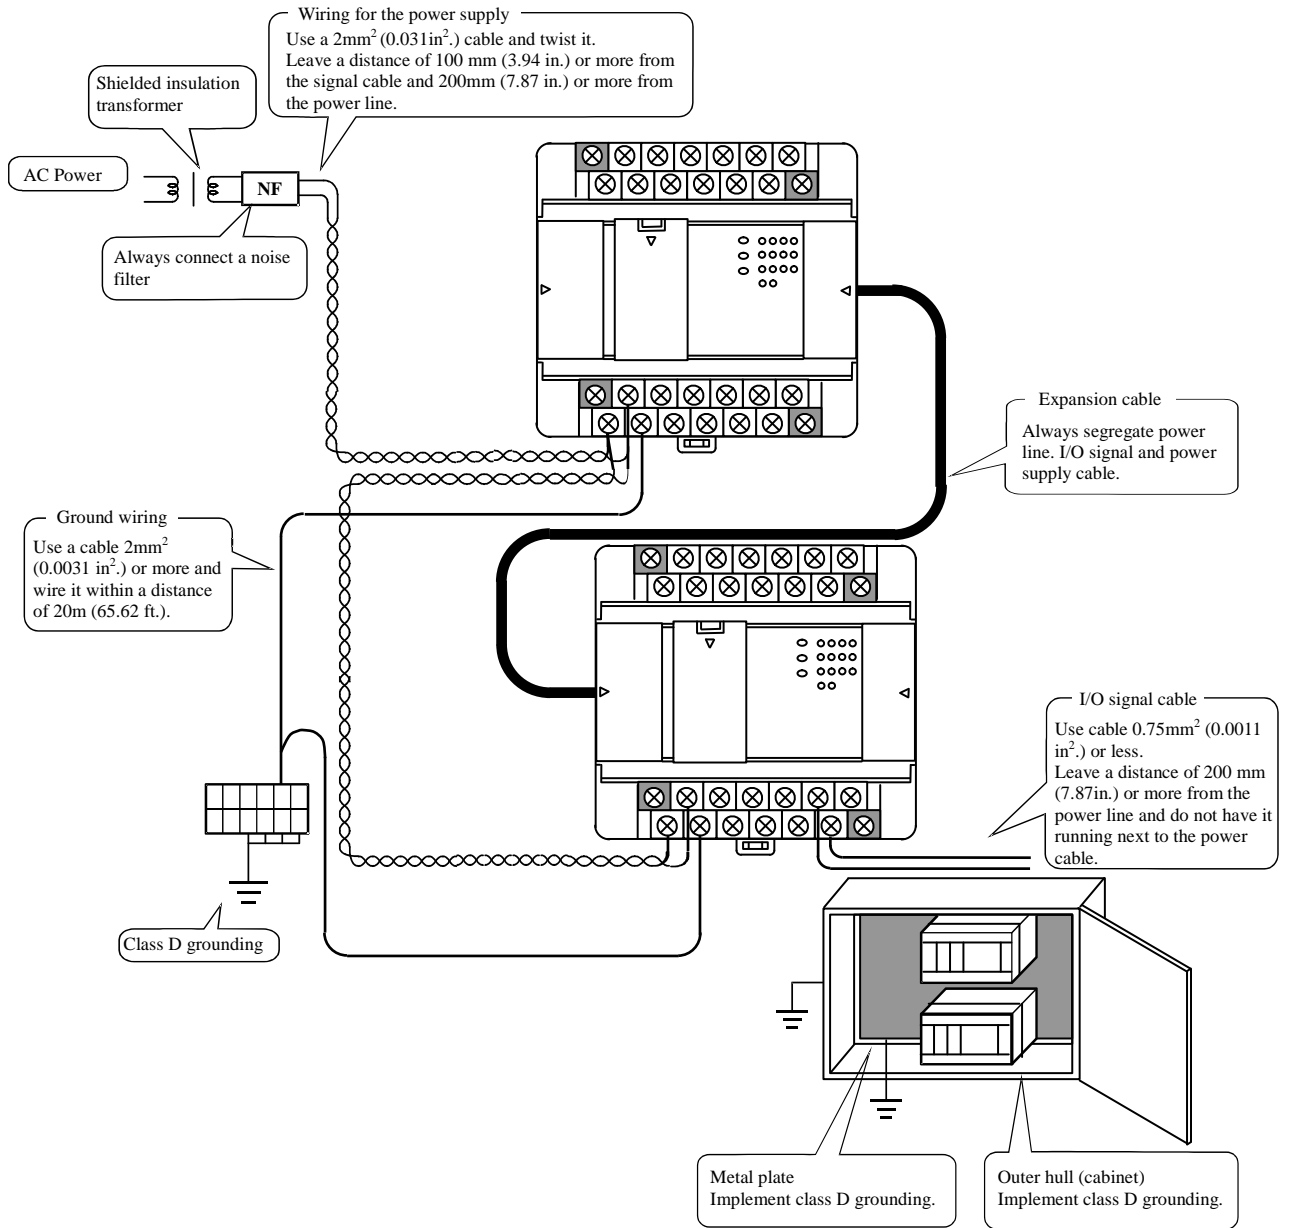 Wiring for the power supply
Use a 2mm² (0.031in².) cable and twist it.
Leave a distance of 100 mm (3.94 in.) or more from
the signal cable and 200mm (7.87 in.) or more from
the power line.
Shielded insulation
transformer
AC Power
NF
Always connect a noise
filter
Expansion cable
Always segregate power
line. I/O signal and power
supply cable.
Ground wiring
Use a cable 2mm²
(0.0031 in².) or more and
wire it within a distance
of 20m (65.62 ft.).
I/O signal cable
Use cable 0.75mm² (0.0011
in².) or less.
Leave a distance of 200 mm
(7.87in.) or more from the
power line and do not have it
running next to the power
cable.
Class D grounding
Metal plate
Implement class D grounding.
Outer hull (cabinet)
Implement class D grounding.